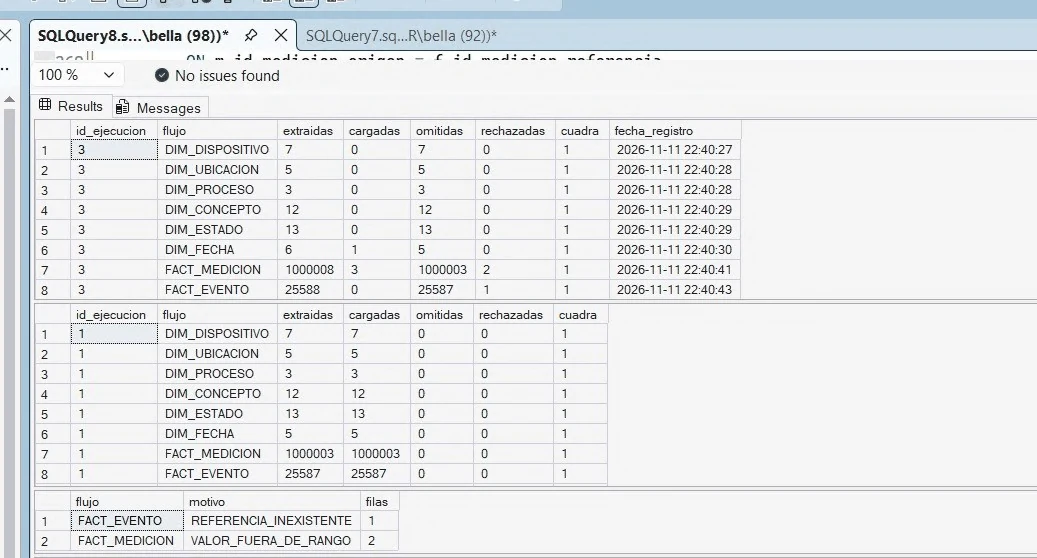 SQLQuery8.s...\bella (98))* SQLQuery7.sq...R\bella (92))*
100 % No issues found
Results Messages
id_ejecucion flujo extraidas cargadas omitidas rechazadas cuadra fecha_registro
1 3 DIM_DISPOSITIVO 7 0 7 0 1 2026-11-11 22:40:27
2 3 DIM_UBICACION 5 0 5 0 1 2026-11-11 22:40:28
3 3 DIM_PROCESO 3 0 3 0 1 2026-11-11 22:40:28
4 3 DIM_CONCEPTO 12 0 12 0 1 2026-11-11 22:40:29
5 3 DIM_ESTADO 13 0 13 0 1 2026-11-11 22:40:29
6 3 DIM_FECHA 6 1 5 0 1 2026-11-11 22:40:30
7 3 FACT_MEDICION 1000008 3 1000003 2 1 2026-11-11 22:40:41
8 3 FACT_EVENTO 25588 0 25587 1 1 2026-11-11 22:40:43
id_ejecucion flujo extraidas cargadas omitidas rechazadas cuadra
1 1 DIM_DISPOSITIVO 7 7 0 0 1
2 1 DIM_UBICACION 5 5 0 0 1
3 1 DIM_PROCESO 3 3 0 0 1
4 1 DIM_CONCEPTO 12 12 0 0 1
5 1 DIM_ESTADO 13 13 0 0 1
6 1 DIM_FECHA 5 5 0 0 1
7 1 FACT_MEDICION 1000003 1000003 0 0 1
8 1 FACT_EVENTO 25587 25587 0 0 1
flujo motivo filas
1 FACT_EVENTO REFERENCIA_INEXISTENTE 1
2 FACT_MEDICION VALOR_FUERA_DE_RANGO 2